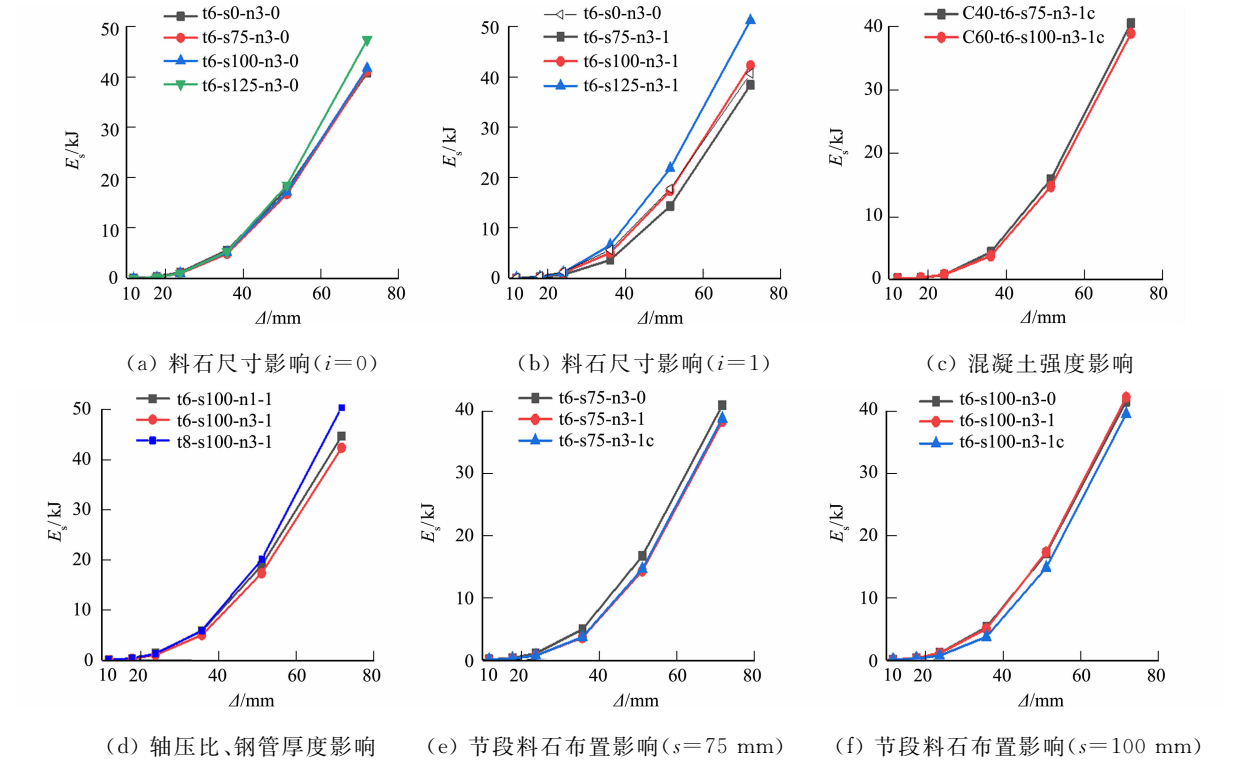 50
40
30
20
10
0
E_s/kJ
t6-s0-n3-0
t6-s75-n3-0
t6-s100-n3-0
t6-s125-n3-0
10 20 40 60 80
Δ/mm
(a) 料石尺寸影响(i=0)
50
40
30
20
10
0
E_s/kJ
t6-s0-n3-0
t6-s75-n3-1
t6-s100-n3-1
t6-s125-n3-1
10 20 40 60 80
Δ/mm
(b) 料石尺寸影响(i=1)
40
30
20
10
0
E_s/kJ
C40-t6-s75-n3-1c
C60-t6-s100-n3-1c
20 40 60 80
Δ/mm
(c) 混凝土强度影响
50
40
30
20
10
0
E_s/kJ
t6-s100-n1-1
t6-s100-n3-1
t8-s100-n3-1
10 20 40 60 80
Δ/mm
(d) 轴压比、钢管厚度影响
40
30
20
10
0
E_s/kJ
t6-s75-n3-0
t6-s75-n3-1
t6-s75-n3-1c
10 20 40 60 80
Δ/mm
(e) 节段料石布置影响(s=75 mm)
40
30
20
10
0
E_s/kJ
t6-s100-n3-0
t6-s100-n3-1
t6-s100-n3-1c
10 20 40 60 80
Δ/mm
(f) 节段料石布置影响(s=100 mm)